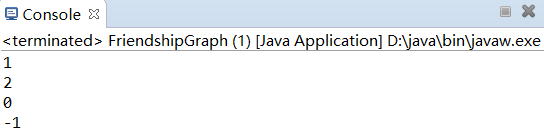 Console
<terminated> FriendshipGraph (1) [Java Application] D:\java\bin\javaw.exe
1
2
0
-1